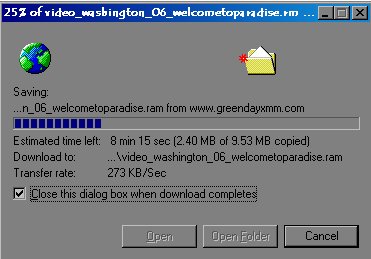 25% of video_washington_06_welcometoparadise.rm ...
Saving:
...n_06_welcometoparadise.ram from www.greendayxmm.com
Estimated time left: 8 min 15 sec (2.40 MB of 9.53 MB copied)
Download to: ...\video_washington_06_welcometoparadise.ram
Transfer rate: 273 KB/Sec
Close this dialog box when download completes
Open Open Folder Cancel